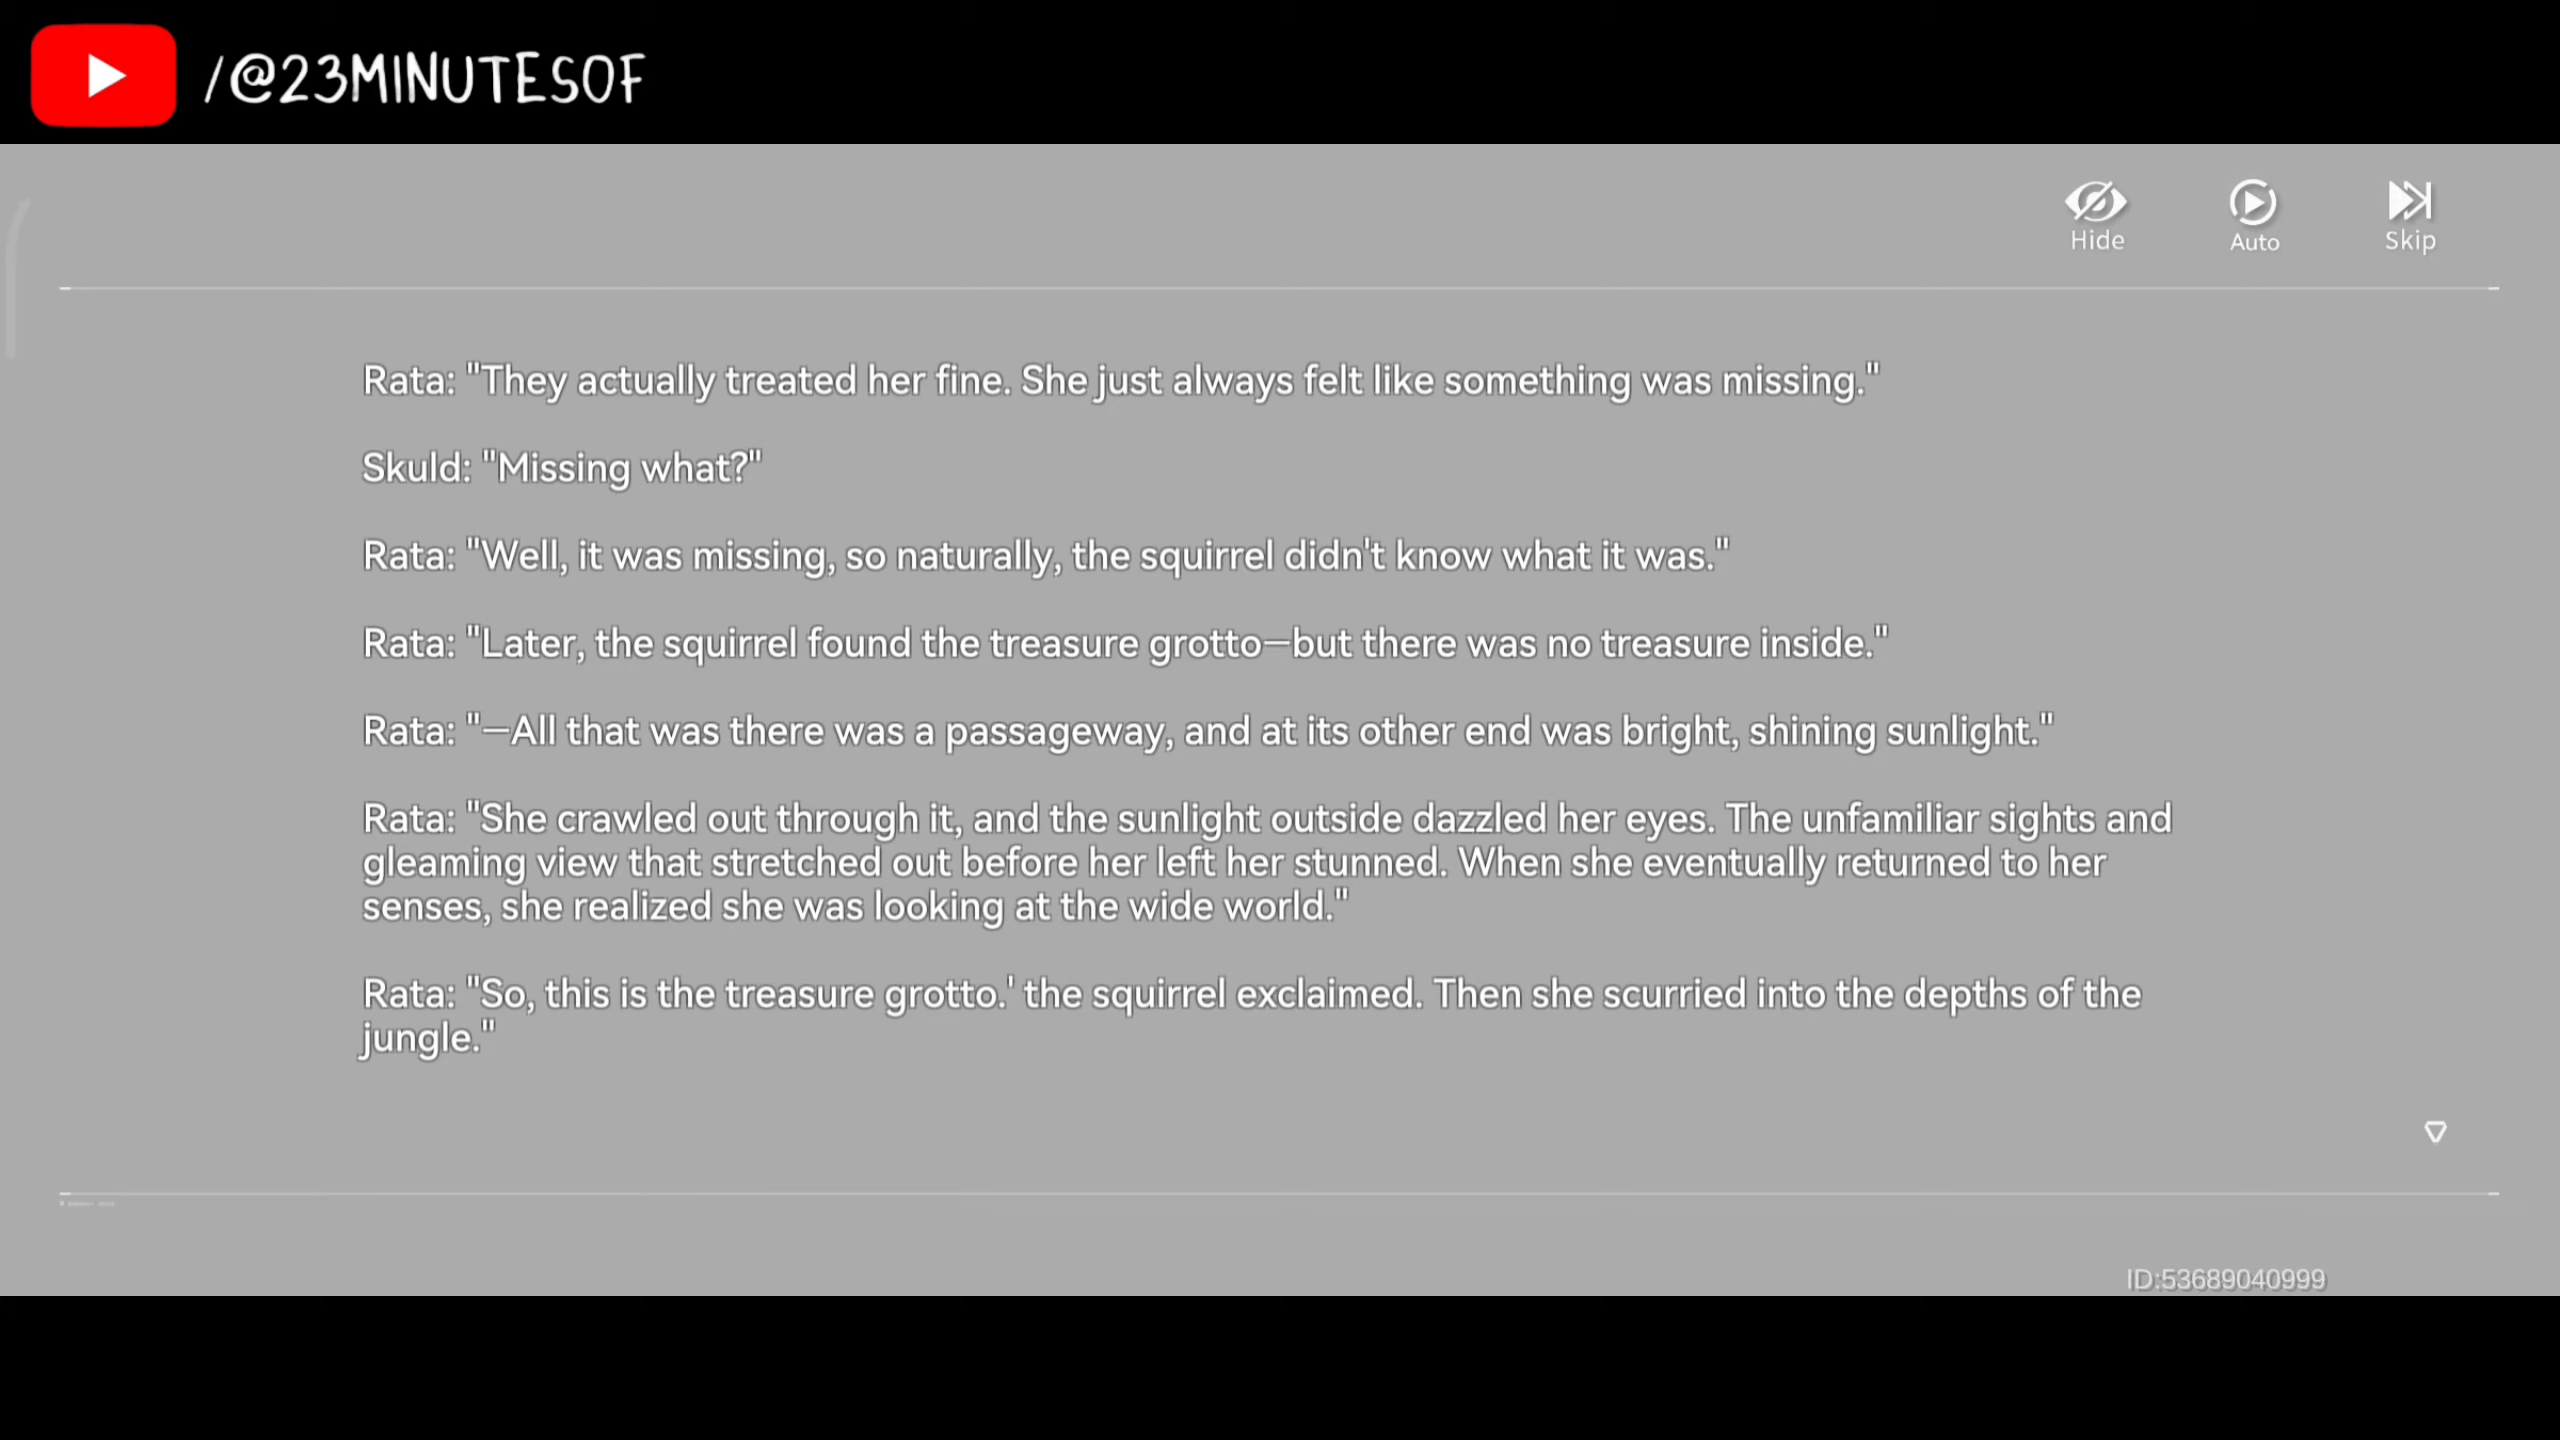 /@23MINUTESOF
Hide
Auto
Skip
Rata: "They actually treated her fine. She just always felt like something was missing."
Skuld: "Missing what?"
Rata: "Well, it was missing, so naturally, the squirrel didn't know what it was."
Rata: "Later, the squirrel found the treasure grotto—but there was no treasure inside."
Rata: "—All that was there was a passageway, and at its other end was bright, shining sunlight."
Rata: "She crawled out through it, and the sunlight outside dazzled her eyes. The unfamiliar sights and
gleaming view that stretched out before her left her stunned. When she eventually returned to her
senses, she realized she was looking at the wide world."
Rata: "So, this is the treasure grotto.' the squirrel exclaimed. Then she scurried into the depths of the
jungle."
ID:53689040999